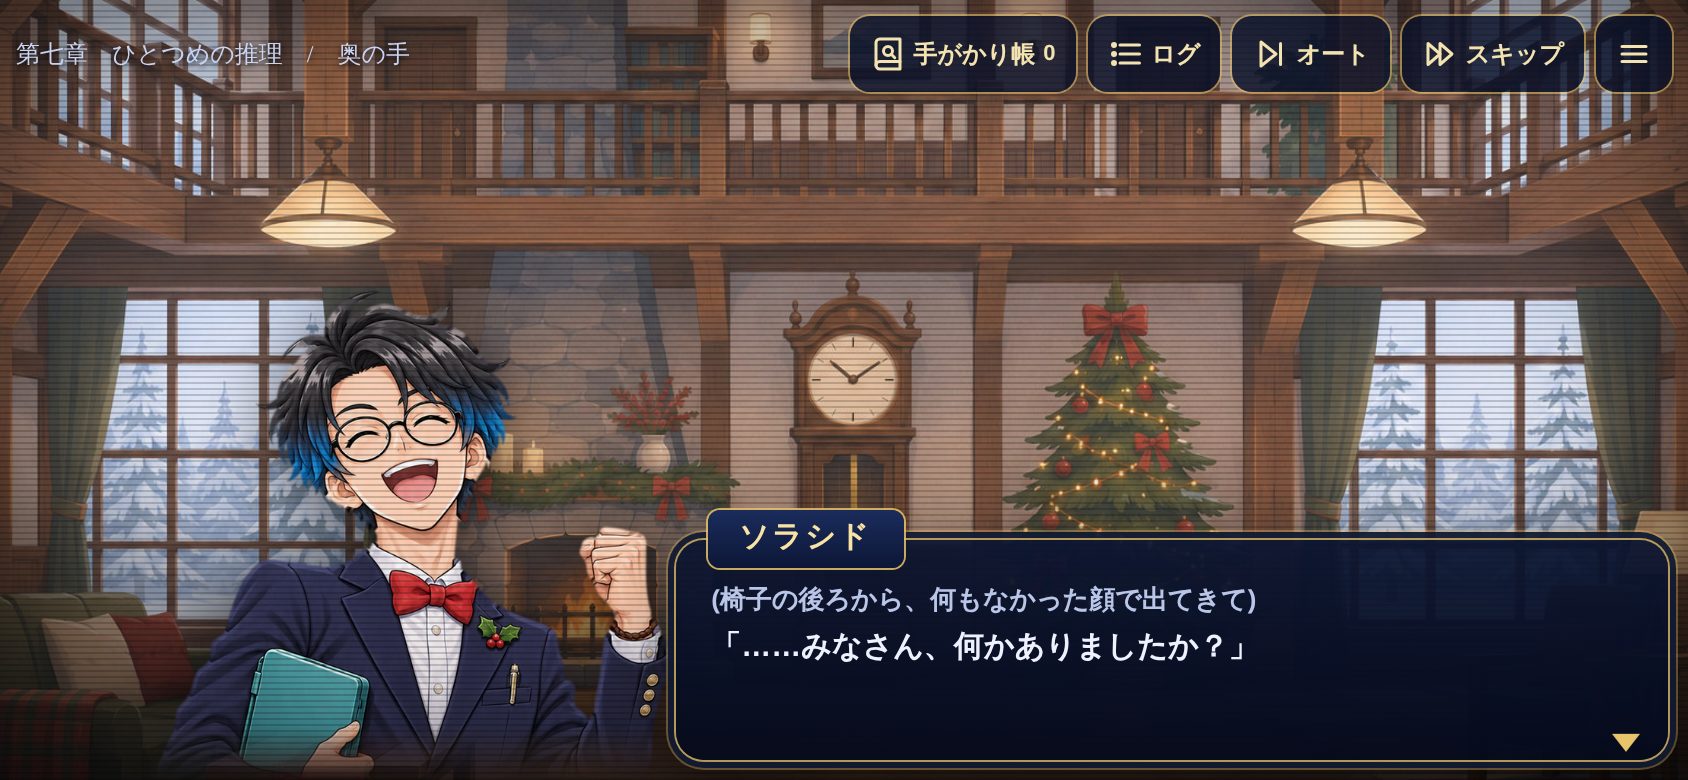 第七章　ひとつめの推理　/　奥の手
手がかり帳 0
ログ
オート
スキップ
ソラシド
(椅子の後ろから、何もなかった顔で出てきて)
「……みなさん、何かありましたか？」